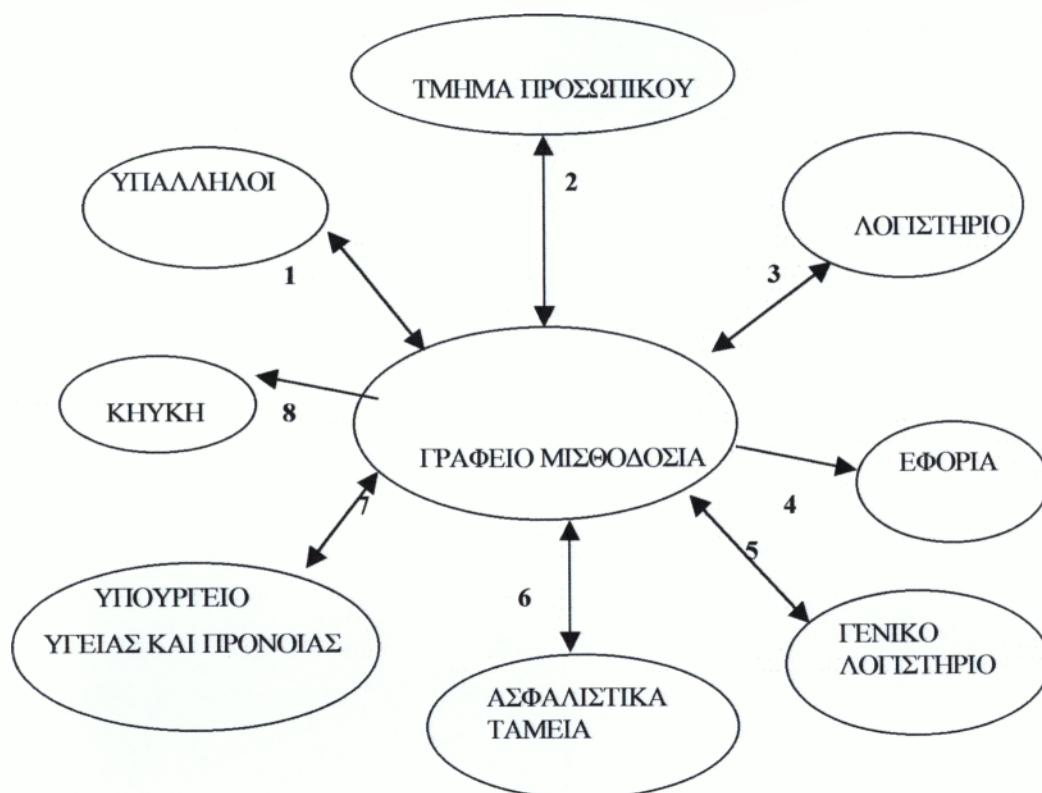 ΤΜΗΜΑ ΠΡΟΣΩΠΙΚΟΥ
ΥΠΑΛΛΗΛΟΙ
2
ΛΟΓΙΣΤΗΡΙΟ
1
3
ΚΗΥΚΗ
8
ΓΡΑΦΕΙΟ ΜΙΣΘΟΔΟΣΙΑ
ΕΦΟΡΙΑ
4
7
5
ΥΠΟΥΡΓΕΙΟ
ΥΓΕΙΑΣ ΚΑΙ ΠΡΟΝΟΙΑΣ
6
ΓΕΝΙΚΟ
ΛΟΓΙΣΤΗΡΙΟ
ΑΣΦΑΛΙΣΤΙΚΑ
ΤΑΜΕΙΑ